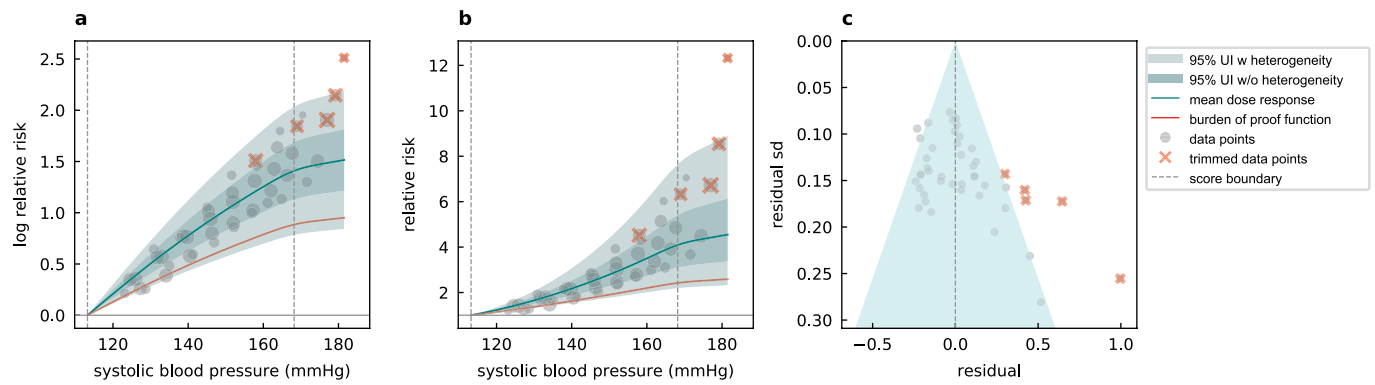 a
2.5
2.0
1.5
1.0
0.5
0.0
120
140
160
180
log relative risk
systolic blood pressure (mmHg)
b
12
10
8
6
4
2
120
140
160
180
relative risk
systolic blood pressure (mmHg)
c
0.00
0.05
0.10
0.15
0.20
0.25
0.30
−0.5
0.0
0.5
1.0
residual sd
residual
95% UI w heterogeneity
95% UI w/o heterogeneity
mean dose response
burden of proof function
data points
trimmed data points
score boundary